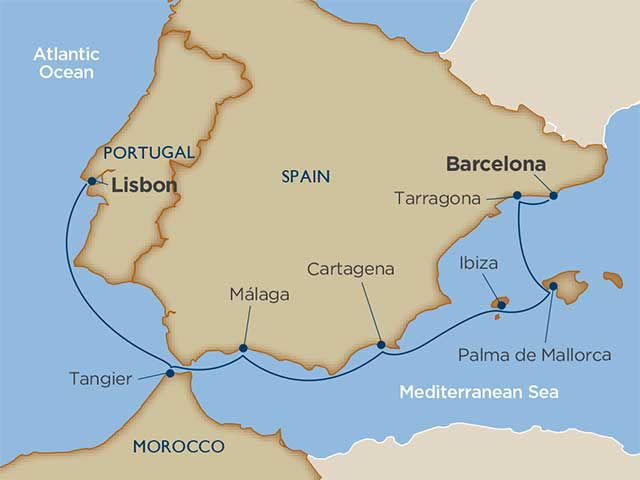 Atlantic
Ocean
PORTUGAL
Lisbon
SPAIN
Barcelona
Tarragona
Cartagena
Ibiza
Málaga
Palma de Mallorca
Tangier
Mediterranean Sea
MOROCCO